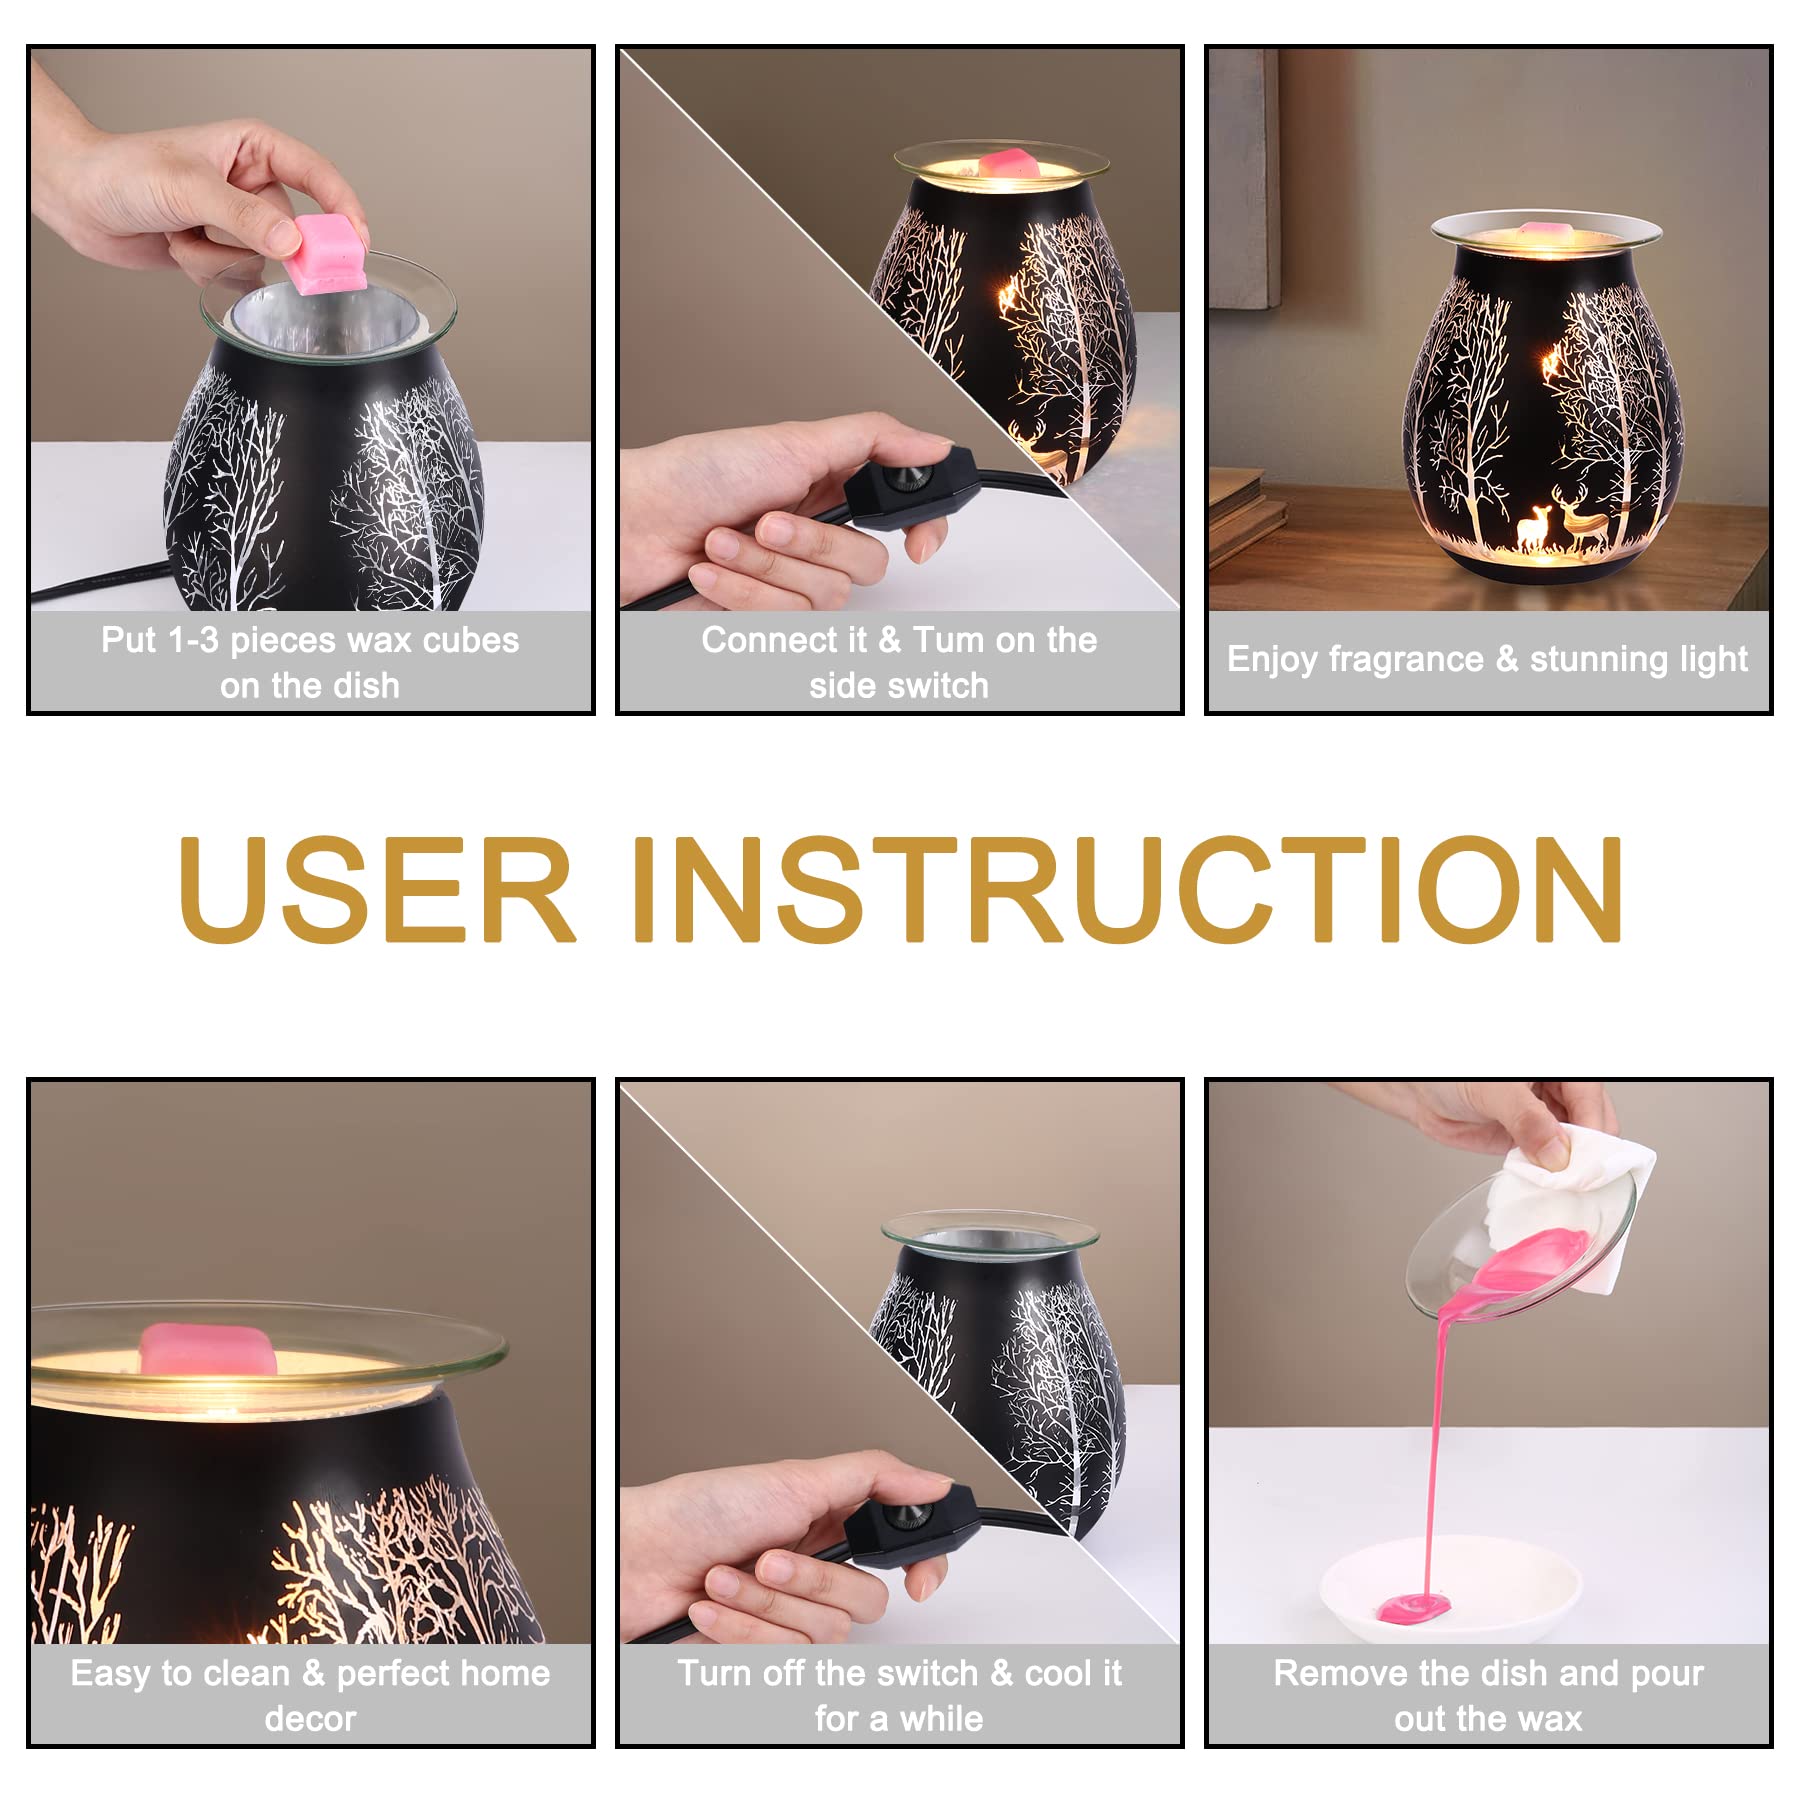 Put 1-3 pieces wax cubes
on the dish
Connect it & Tum on the
side switch
Enjoy fragrance & stunning light
USER INSTRUCTION
Easy to clean & perfect home
decor
Turn off the switch & cool it
for a while
Remove the dish and pour
out the wax